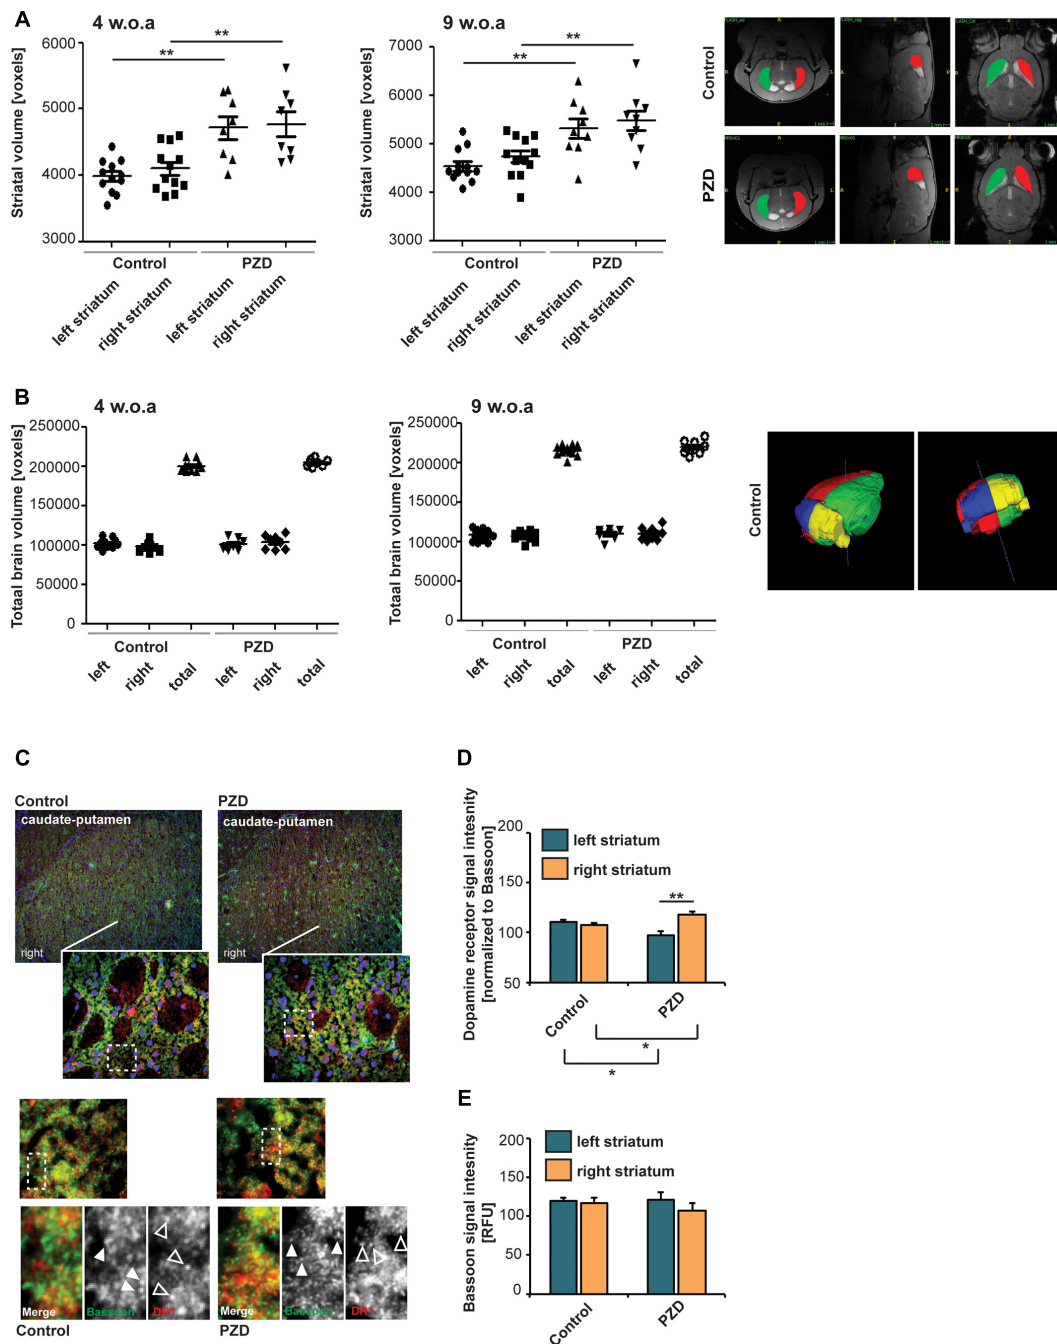 A
4 w.o.a
Striatal volume [voxels]
6000
5000
4000
3000
**
**
Control
PZD
left striatum
right striatum
left striatum
right striatum
9 w.o.a
Striatal volume [voxels]
7000
6000
5000
4000
3000
**
**
Control
PZD
left striatum
right striatum
left striatum
right striatum
Control
PZD
B
4 w.o.a
Totaal brain volume [voxels]
250000
200000
150000
100000
50000
0
Control
PZD
left
right
total
left
right
total
9 w.o.a
Totaal brain volume [voxels]
250000
200000
150000
100000
50000
0
Control
PZD
left
right
total
left
right
total
Control
C
Control
PZD
caudate-putamen
caudate-putamen
right
right
Merge
Bassoon
DR1
Merge
Bassoon
DR1
Control
PZD
D
Dopamine receptor signal intesnity
[normalized to Bassoon]
200
150
100
50
left striatum
right striatum
**
Control
PZD
*
*
E
Bassoon signal intesnity
[RFU]
200
150
100
50
0
left striatum
right striatum
Control
PZD